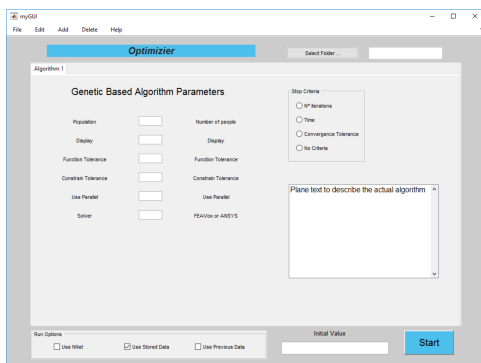 myGUI
File Edit Add Delete Help
Optimizier
Select Folder ...
Algorithm 1
Genetic Based Algorithm Parameters
Population Number of people
Display Display
Function Tolerance Function Tolerance
Constrain Tolerance Constrain Tolerance
Use Parallel Use Parallel
Solver FEAVox or ANSYS
Stop Criteria
Nº Iterations
Time
Convergence Tolerance
No Criteria
Plane text to describe the actual algorithm
Run Options
Use NNet Use Stored Data Use Previous Data
Initial Value
Start